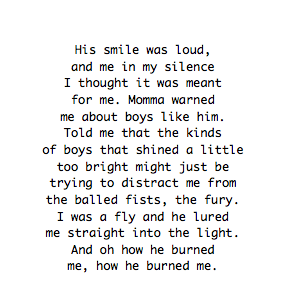 His smile was loud,
and me in my silence
I thought it was meant
for me. Momma warned
me about boys like him.
Told me that the kinds
of boys that shined a little
too bright might just be
trying to distract me from
the balled fists, the fury.
I was a fly and he lured
me straight into the light.
And oh how he burned
me, how he burned me.